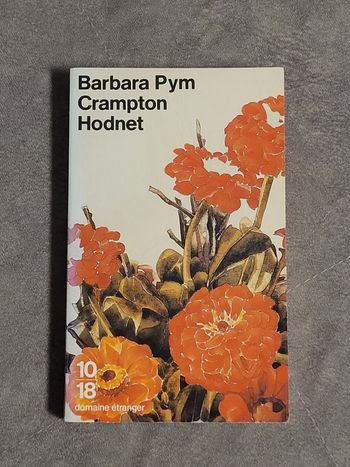 Barbara Pym
Crampton
Hodnet
10
18
domaine étranger